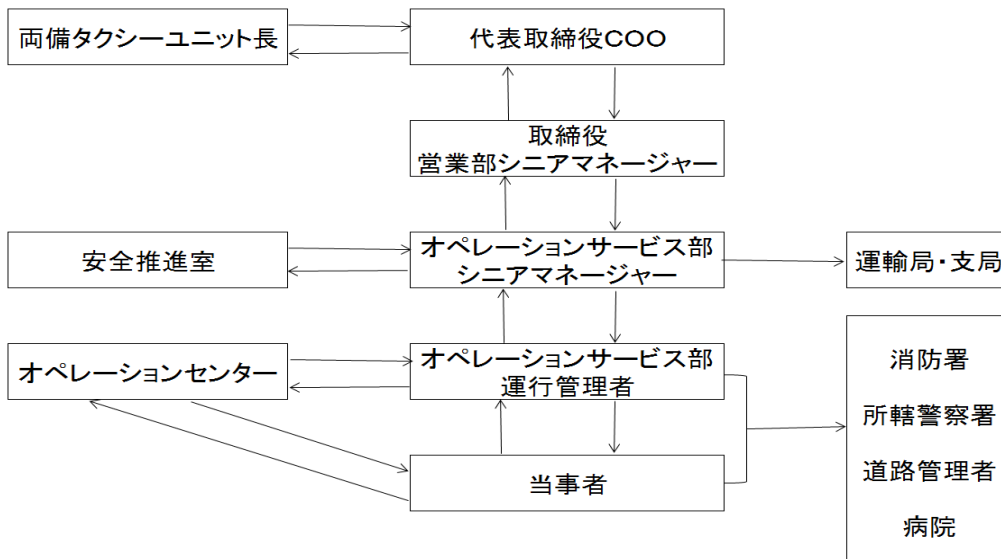 両備タクシーユニット長
代表取締役COO
取締役
営業部シニアマネージャー
安全推進室
オペレーションサービス部
シニアマネージャー
運輸局・支局
オペレーションセンター
オペレーションサービス部
運行管理者
消防署
所轄警察署
道路管理者
病院
当事者